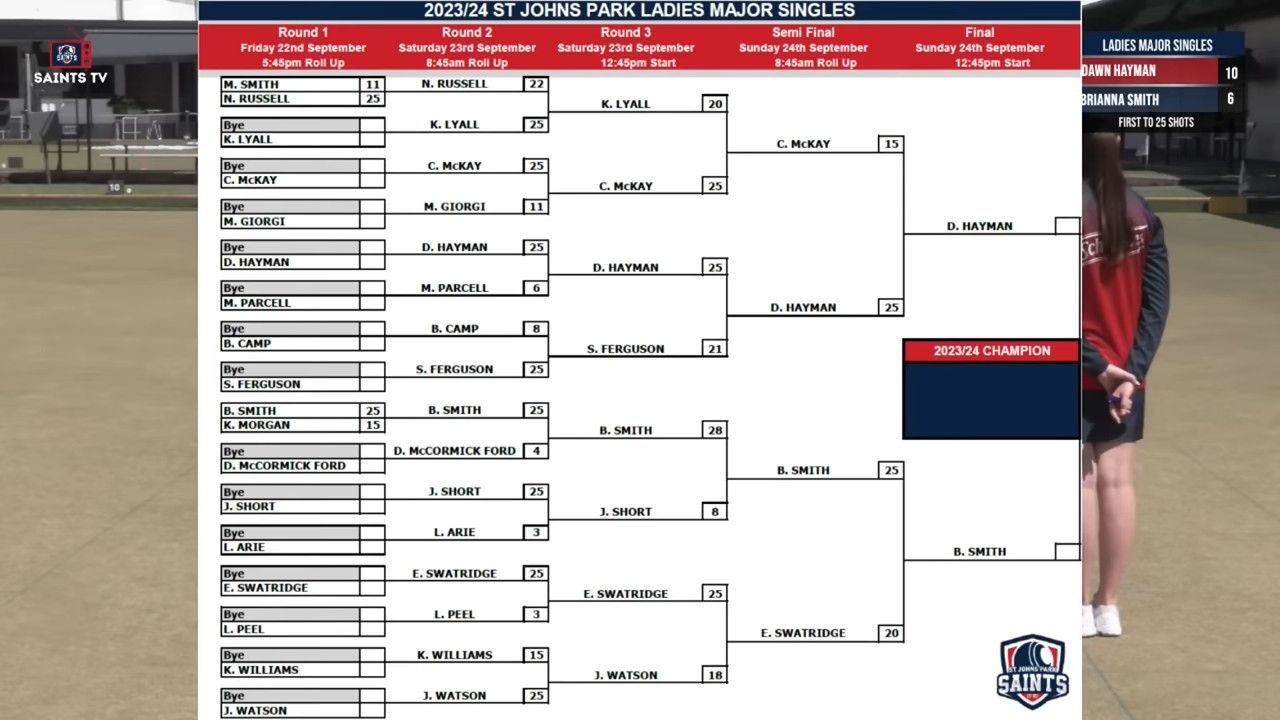 2023/24 ST JOHNS PARK LADIES MAJOR SINGLES
Round 1
Friday 22nd September
5:45pm Roll Up
Round 2
Saturday 23rd September
8:45am Roll Up
Round 3
Saturday 23rd September
12:45pm Start
Semi Final
Sunday 24th September
8:45am Roll Up
Final
Sunday 24th September
12:45pm Start
SAINTS TV
LADIES MAJOR SINGLES
DAWN HAYMAN 10
BRIANNA SMITH 6
FIRST TO 25 SHOTS
M. SMITH 11
N. RUSSELL 25
Bye
K. LYALL
Bye
C. McKAY
Bye
M. GIORGI
Bye
D. HAYMAN
Bye
M. PARCELL
Bye
B. CAMP
Bye
S. FERGUSON
B. SMITH 25
K. MORGAN 15
Bye
D. McCORMICK FORD
Bye
J. SHORT
Bye
L. ARIE
Bye
E. SWATRIDGE
Bye
L. PEEL
Bye
K. WILLIAMS
Bye
J. WATSON
N. RUSSELL 22
K. LYALL 25
C. McKAY 25
M. GIORGI 11
D. HAYMAN 25
M. PARCELL 6
B. CAMP 8
S. FERGUSON 25
B. SMITH 25
D. McCORMICK FORD 4
J. SHORT 25
L. ARIE 3
E. SWATRIDGE 25
L. PEEL 3
K. WILLIAMS 15
J. WATSON 25
K. LYALL 20
C. McKAY 25
D. HAYMAN 25
S. FERGUSON 21
B. SMITH 28
J. SHORT 8
E. SWATRIDGE 25
J. WATSON 18
C. McKAY 15
D. HAYMAN 25
B. SMITH 25
E. SWATRIDGE 20
D. HAYMAN
2023/24 CHAMPION
B. SMITH
ST JOHNS PARK
SAINTS
10